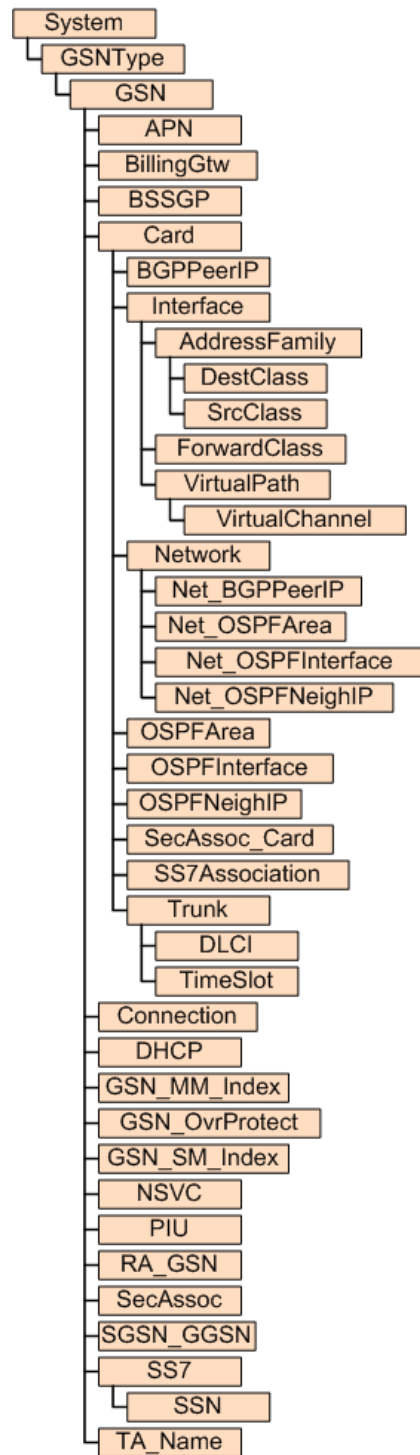 System
GSNType
GSN
APN
BillingGtw
BSSGP
Card
BGPPeerIP
Interface
AddressFamily
DestClass
SrcClass
ForwardClass
VirtualPath
VirtualChannel
Network
Net_BGPPeerIP
Net_OSPFArea
Net_OSPFInterface
Net_OSPFNeighIP
OSPFArea
OSPFInterface
OSPFNeighIP
SecAssoc_Card
SS7Association
Trunk
DLCI
TimeSlot
Connection
DHCP
GSN_MM_Index
GSN_OvrProtect
GSN_SM_Index
NSVC
PIU
RA_GSN
SecAssoc
SGSN_GGSN
SS7
SSN
TA_Name